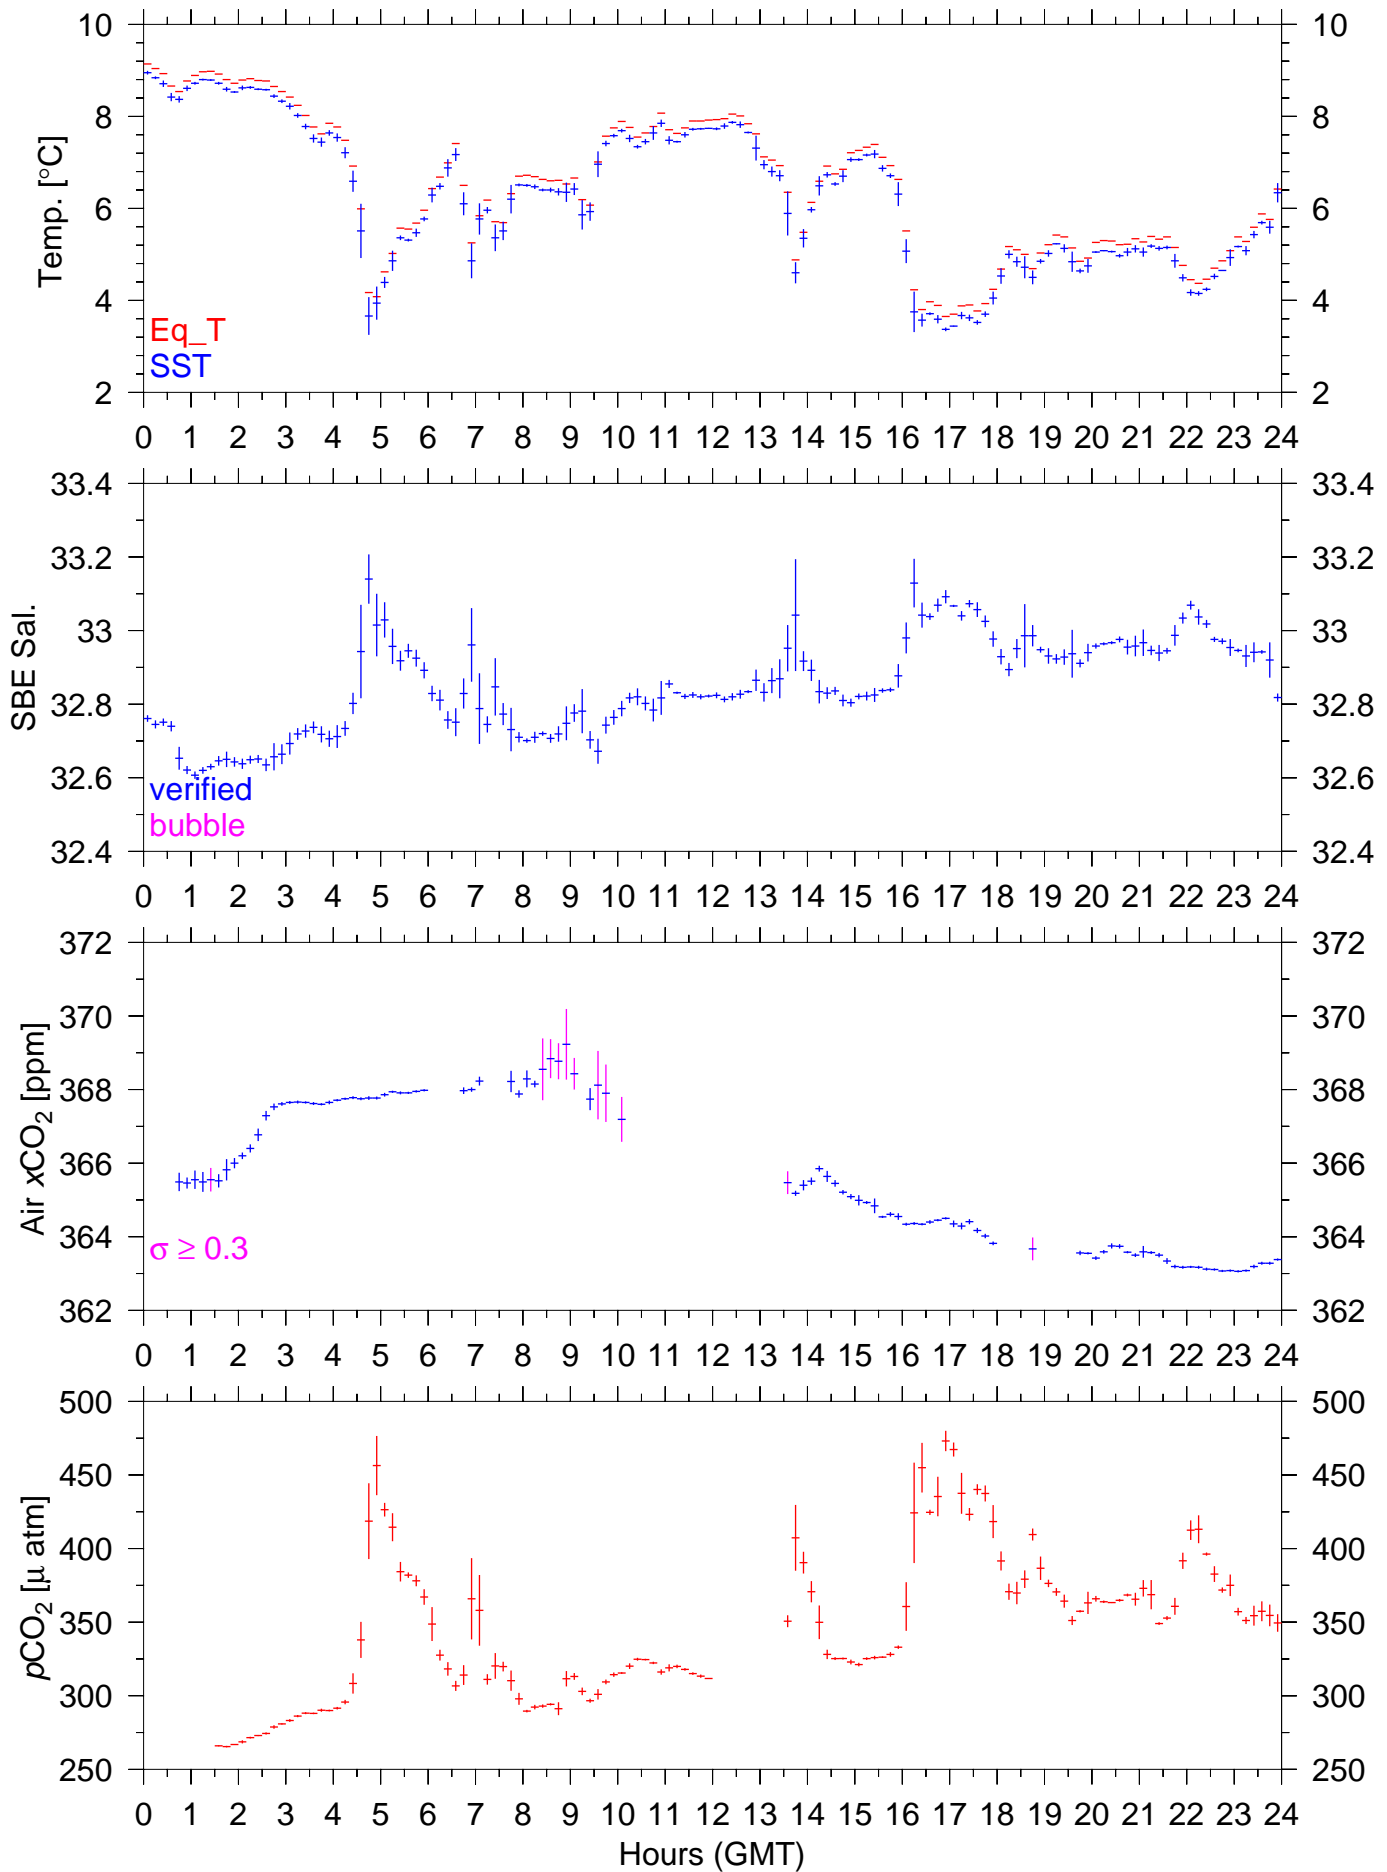 10 10
8 8
6 6
4 4
2 2
Temp. [°C]
Eq_T
SST
0 1 2 3 4 5 6 7 8 9 10 11 12 13 14 15 16 17 18 19 20 21 22 23 24
33.4 33.4
33.2 33.2
33 33
32.8 32.8
32.6 32.6
32.4 32.4
SBE Sal.
verified
bubble
0 1 2 3 4 5 6 7 8 9 10 11 12 13 14 15 16 17 18 19 20 21 22 23 24
372 372
370 370
368 368
366 366
364 364
362 362
Air xCO₂ [ppm]
σ ≥ 0.3
0 1 2 3 4 5 6 7 8 9 10 11 12 13 14 15 16 17 18 19 20 21 22 23 24
500 500
450 450
400 400
350 350
300 300
250 250
pCO₂ [μ atm]
0 1 2 3 4 5 6 7 8 9 10 11 12 13 14 15 16 17 18 19 20 21 22 23 24
Hours (GMT)